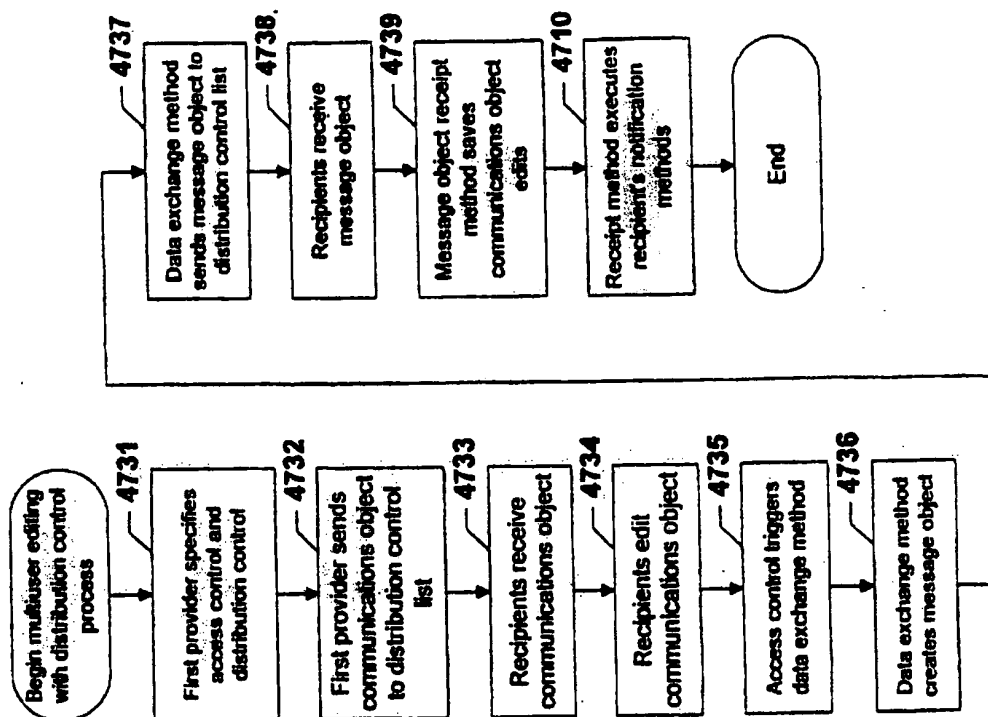 Begin multiuser editing
with distribution control
process
4731
First provider specifies
access control and
distribution control
4732
First provider sends
communications object
to distribution control
list
4733
Recipients receive
communications object
4734
Recipients edit
communications object
4735
Access control triggers
data exchange method
4736
Data exchange method
creates message object
4737
Data exchange method
sends message object to
distribution control list
4738.
Recipients receive
message object
4739
Message object receipt
method saves
communications object
edits
4710
Receipt method executes
recipient's notification
methods
End